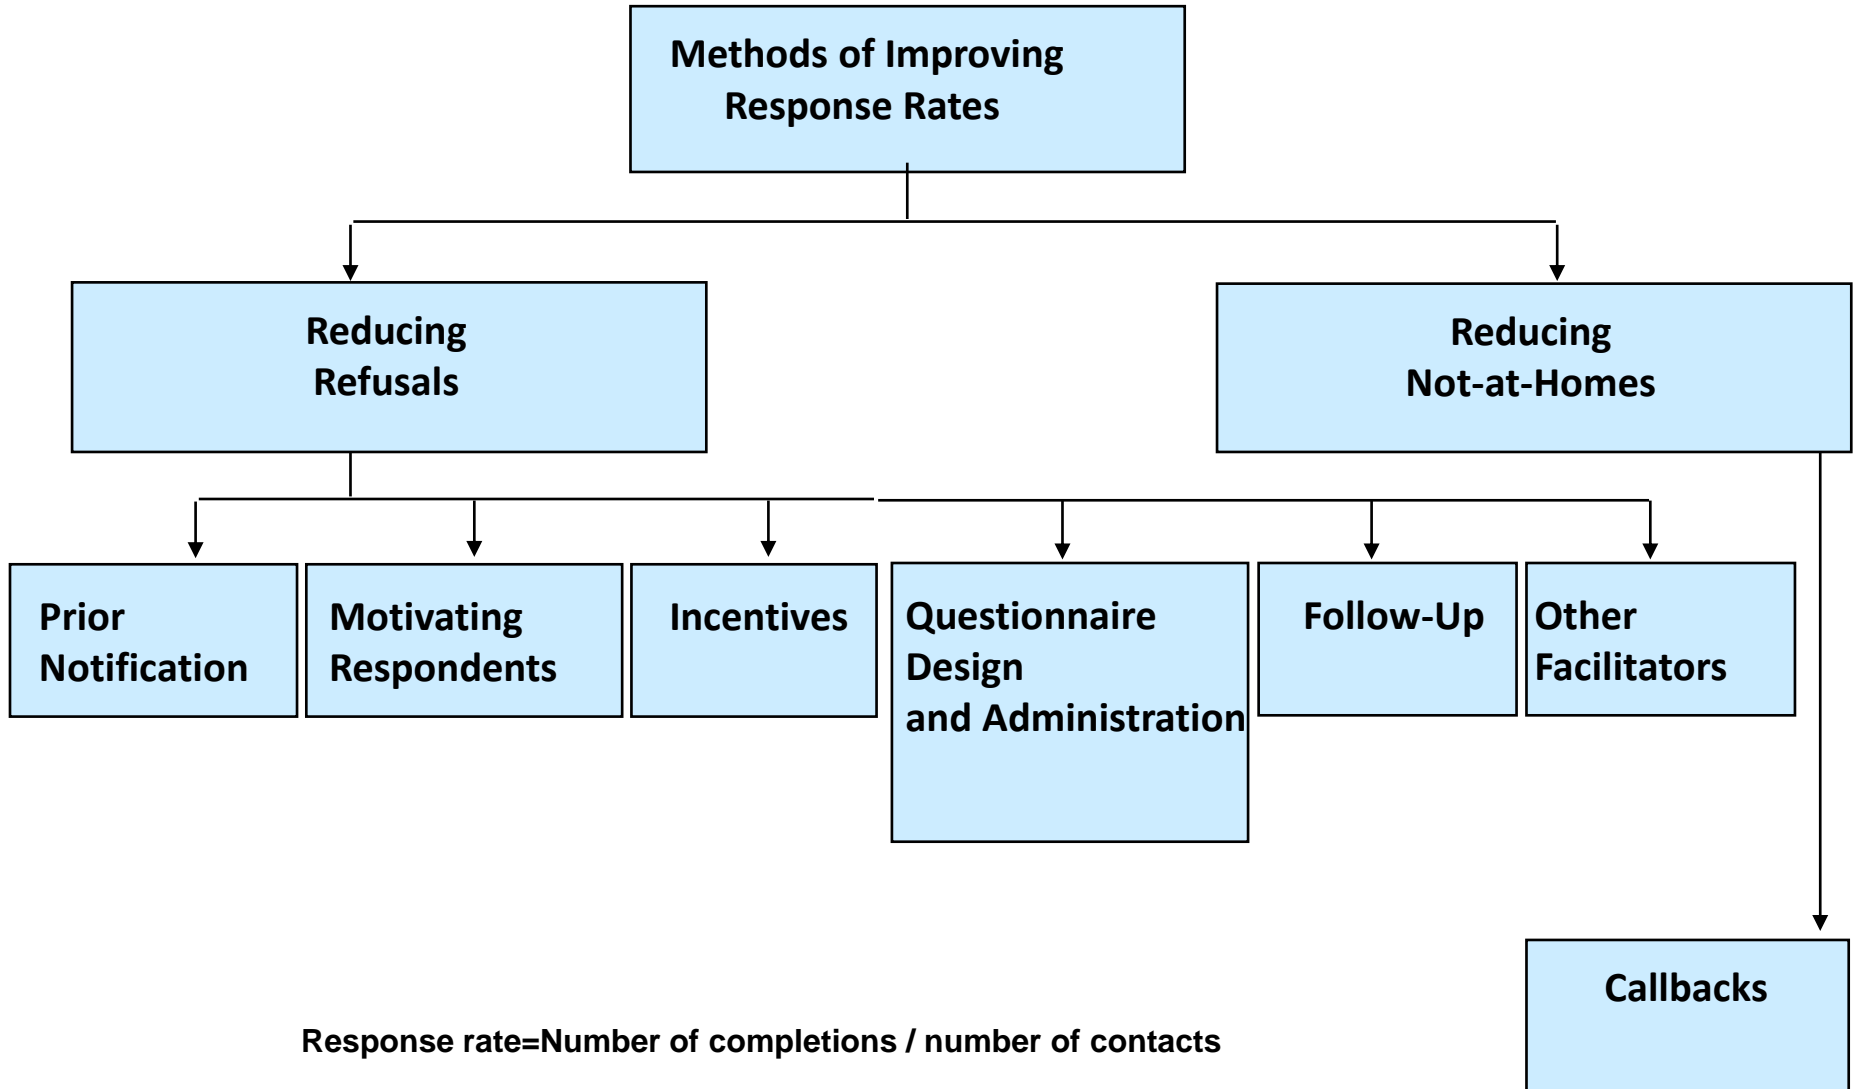 Methods of Improving
Response Rates
Reducing
Refusals
Reducing
Not-at-Homes
Prior
Notification
Motivating
Respondents
Incentives
Questionnaire
Design
and Administration
Follow-Up
Other
Facilitators
Callbacks
Response rate=Number of completions / number of contacts